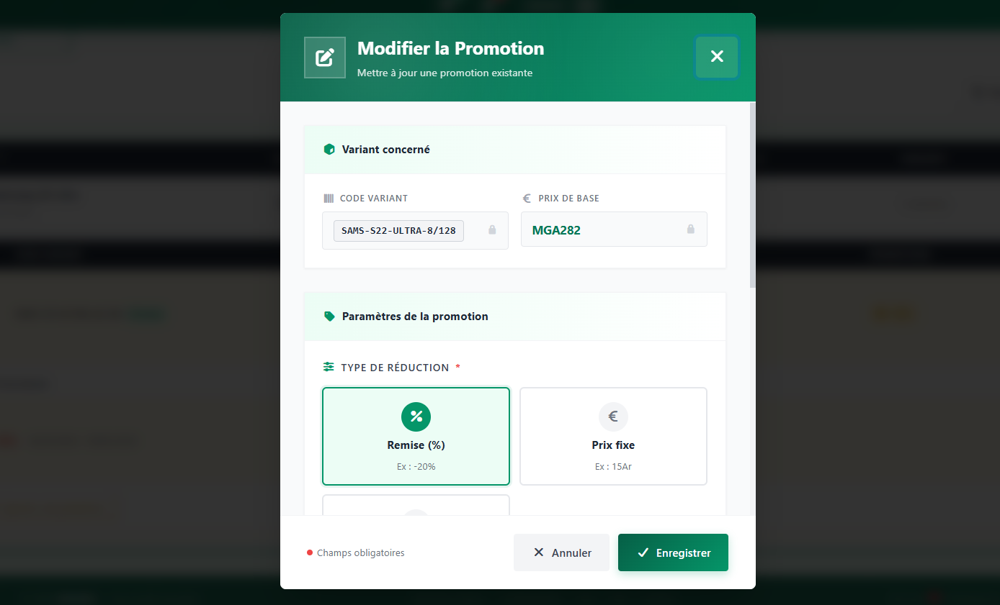 Modifier la Promotion
Mettre à jour une promotion existante
Variant concerné
CODE VARIANT
PRIX DE BASE
SAMS-S22-ULTRA-8/128
MGA282
Paramètres de la promotion
TYPE DE RÉDUCTION *
Remise (%)
Prix fixe
Ex : -20%
Ex : 15Ar
Champs obligatoires
Annuler
Enregistrer